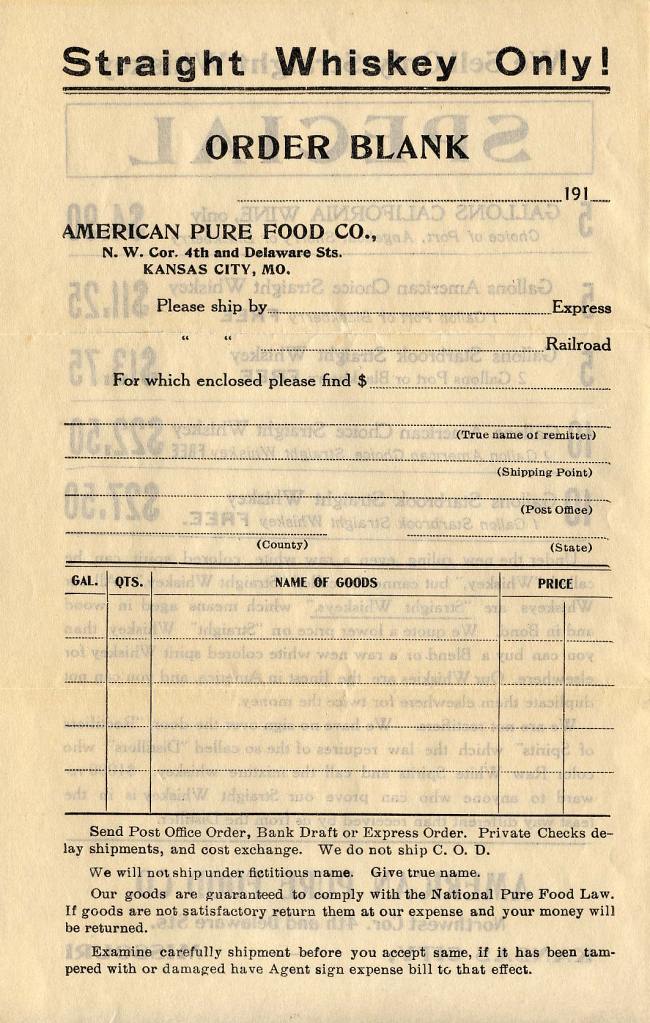 Straight Whiskey Only!
ORDER BLANK
191
AMERICAN PURE FOOD CO.,
N. W. Cor. 4th and Delaware Sts.
KANSAS CITY, MO.
Please ship by Express
" " Railroad
For which enclosed please find $
(True name of remitter)
(Shipping Point)
(Post Office)
(County) (State)
GAL. QTS. NAME OF GOODS PRICE
Send Post Office Order, Bank Draft or Express Order. Private Checks de-
lay shipments, and cost exchange. We do not ship C. O. D.
We will not ship under fictitious name. Give true name.
Our goods are guaranteed to comply with the National Pure Food Law.
If goods are not satisfactory return them at our expense and your money will
be returned.
Examine carefully shipment before you accept same, if it has been tam-
pered with or damaged have Agent sign expense bill to that effect.